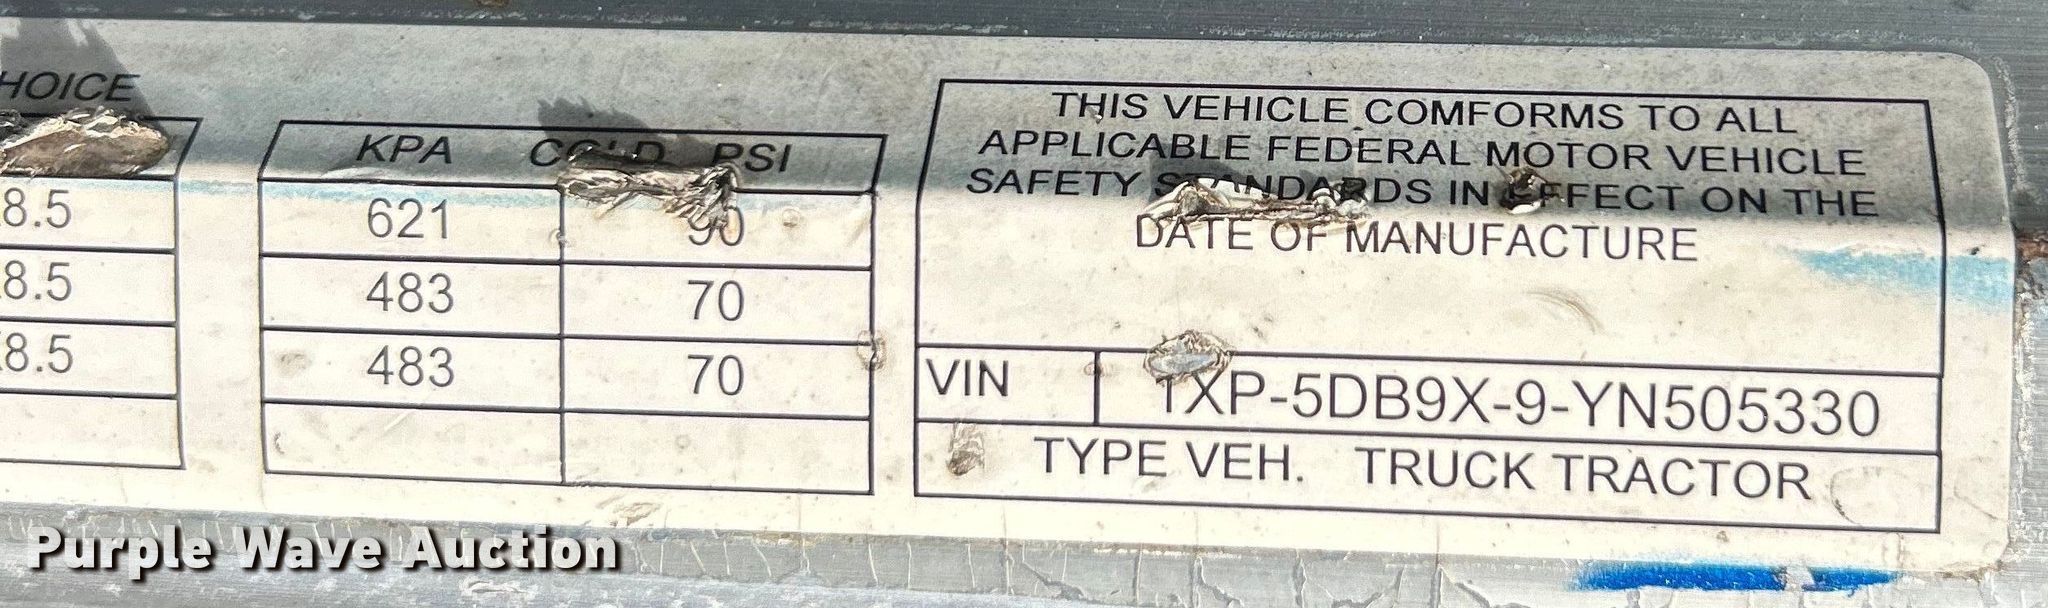 HOICE
8.5
8.5
8.5
KPA COLD PSI
621 90
483 70
483 70
THIS VEHICLE COMFORMS TO ALL
APPLICABLE FEDERAL MOTOR VEHICLE
SAFETY STANDARDS IN EFFECT ON THE
DATE OF MANUFACTURE
VIN 1XP-5DB9X-9-YN505330
TYPE VEH. TRUCK TRACTOR
Purple Wave Auction